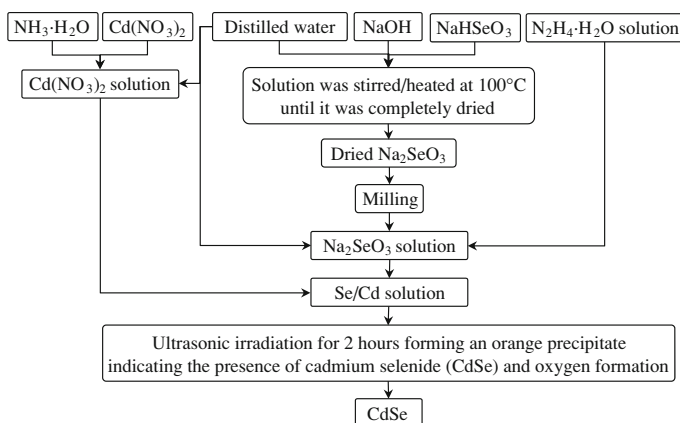 NH₃·H₂O
Cd(NO₃)₂
Distilled water
NaOH
NaHSeO₃
N₂H₄·H₂O solution
Cd(NO₃)₂ solution
Solution was stirred/heated at 100°C
until it was completely dried
Dried Na₂SeO₃
Milling
Na₂SeO₃ solution
Se/Cd solution
Ultrasonic irradiation for 2 hours forming an orange precipitate
indicating the presence of cadmium selenide (CdSe) and oxygen formation
CdSe